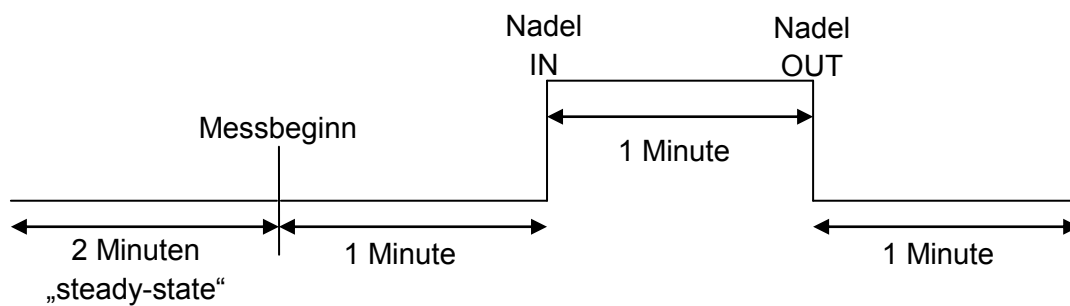 Nadel
IN
Nadel
OUT
Messbeginn
1 Minute
2 Minuten
„steady-state“
1 Minute
1 Minute